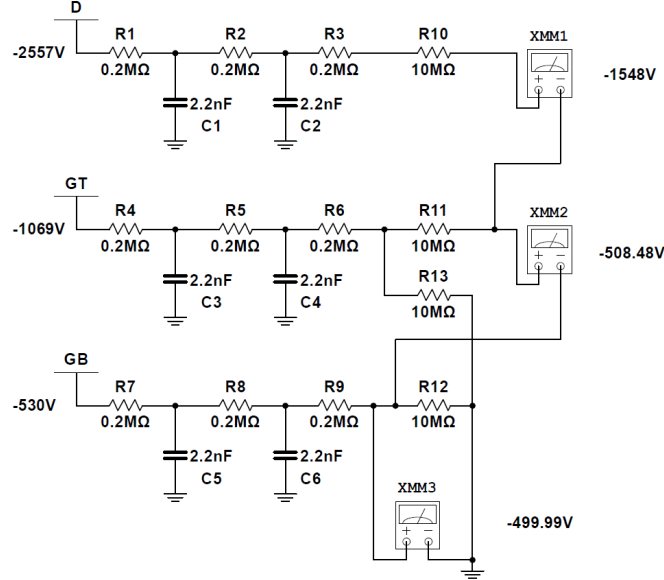 D
R1 R2 R3 R10 XMM1
-2557V 0.2MΩ 0.2MΩ 0.2MΩ 10MΩ + − -1548V
2.2nF 2.2nF
C1 C2
GT
R4 R5 R6 R11 XMM2
-1069V 0.2MΩ 0.2MΩ 0.2MΩ 10MΩ + − -508.48V
2.2nF 2.2nF R13
C3 C4 10MΩ
GB
R7 R8 R9 R12
-530V 0.2MΩ 0.2MΩ 0.2MΩ 10MΩ
2.2nF 2.2nF
C5 C6 XMM3
+ − -499.99V